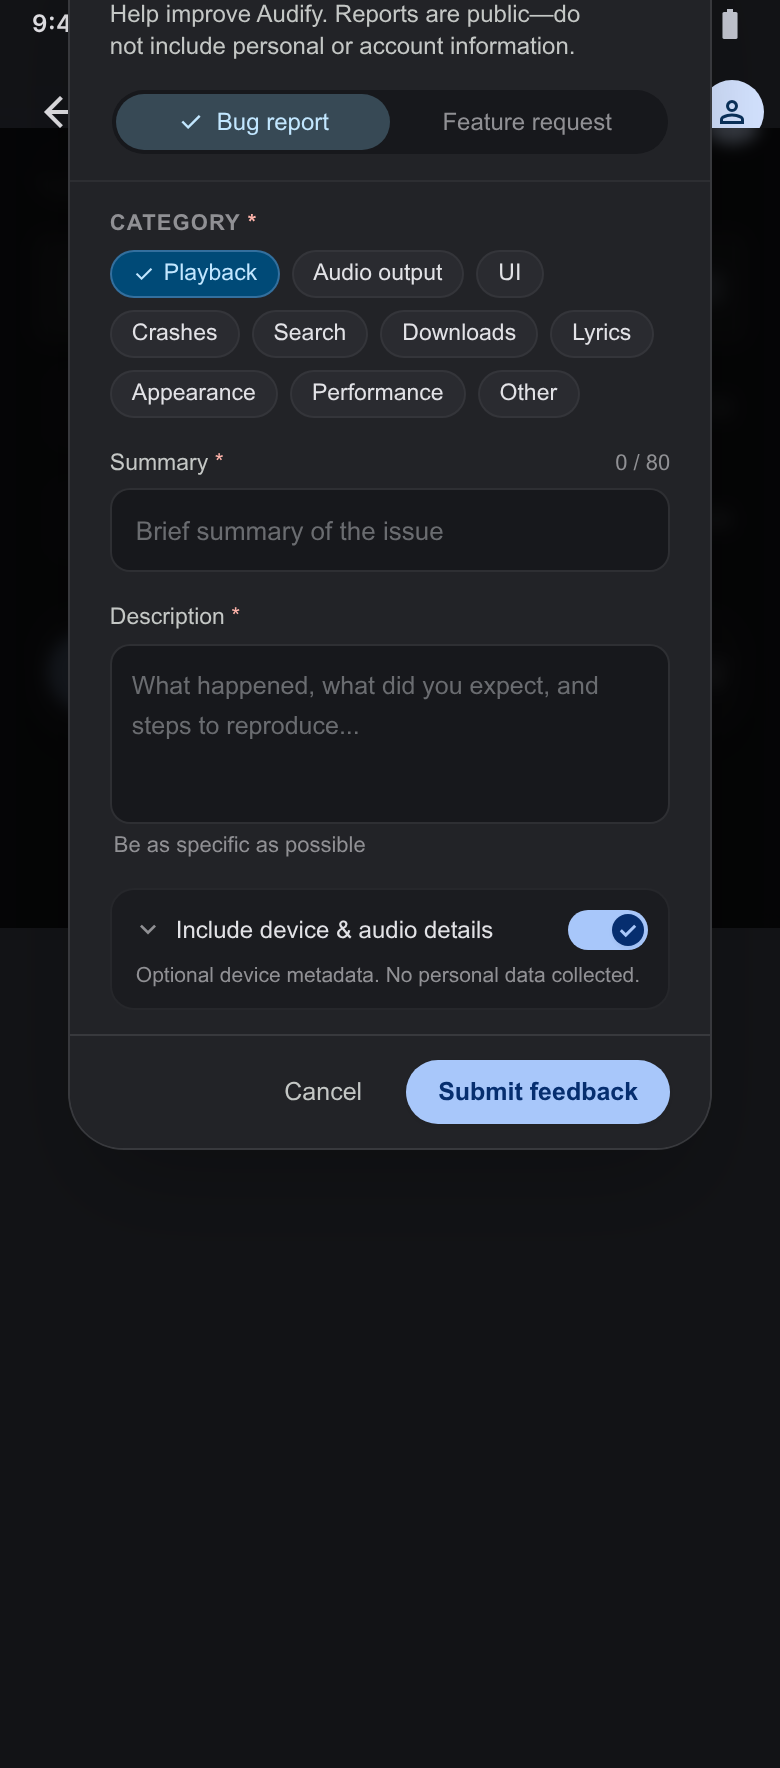 Help improve Audify. Reports are public—do
not include personal or account information.
9:4
Bug report
Feature request
CATEGORY *
Playback
Audio output
UI
Crashes
Search
Downloads
Lyrics
Appearance
Performance
Other
Summary *
0 / 80
Brief summary of the issue
Description *
What happened, what did you expect, and
steps to reproduce...
Be as specific as possible
Include device & audio details
Optional device metadata. No personal data collected.
Cancel
Submit feedback